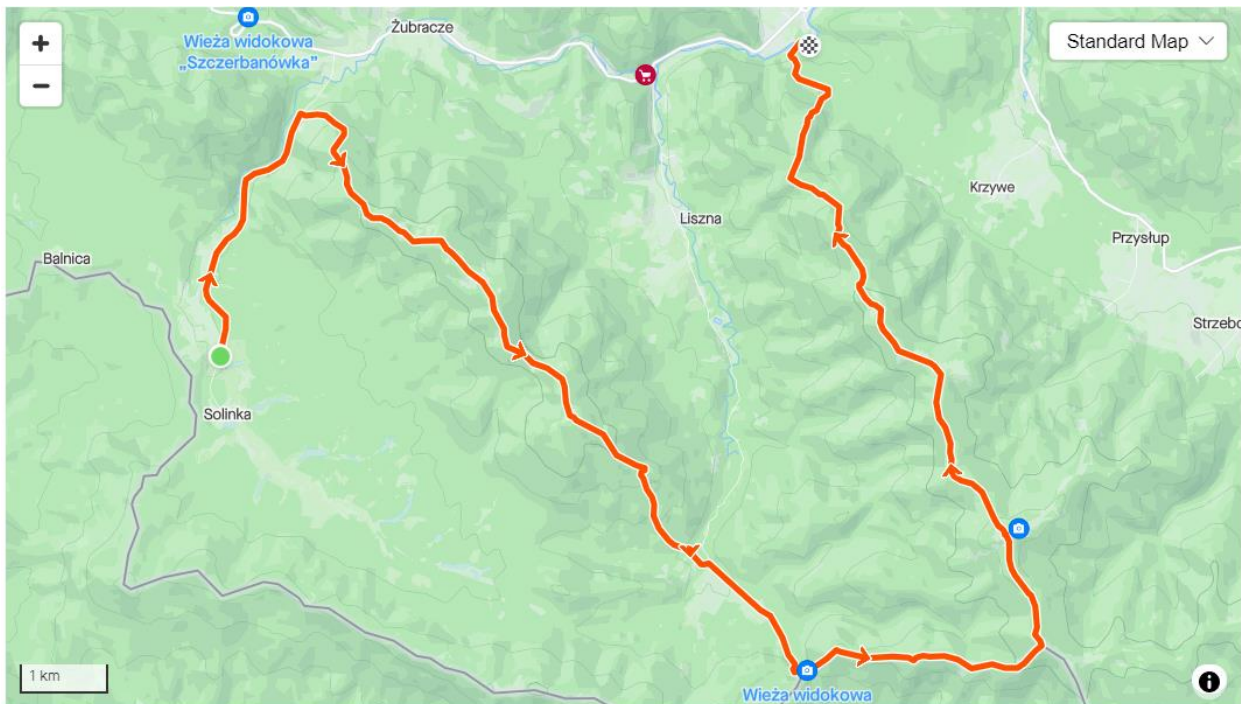 +
−
Żubracze
Wieża widokowa
„Szczerbanówka”
Standard Map
Krzywe
Liszna
Przysłup
Balnica
Strzebo
Solinka
1 km
Wieża widokowa